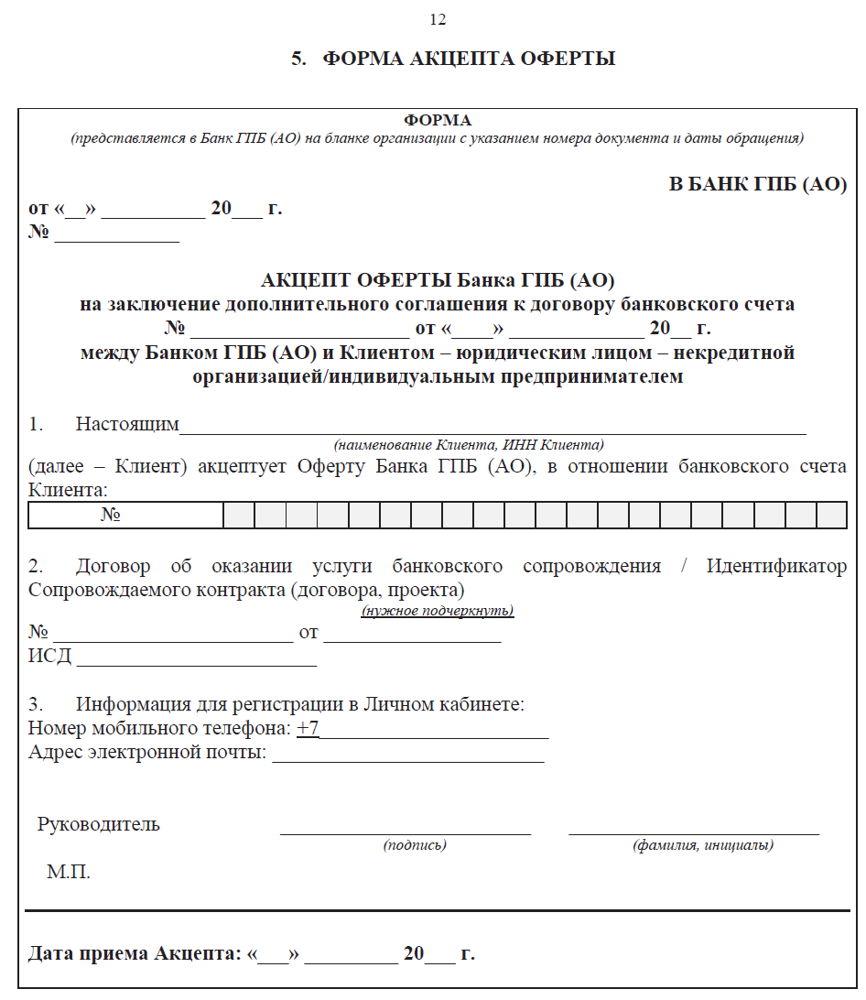 12
5. ФОРМА АКЦЕПТА ОФЕРТЫ
ФОРМА
(представляется в Банк ГПБ (АО) на бланке организации с указанием номера документа и даты обращения)
В БАНК ГПБ (АО)
от «__» __________ 20___ г.
№ ____________
АКЦЕПТ ОФЕРТЫ Банка ГПБ (АО)
на заключение дополнительного соглашения к договору банковского счета
№ _____________________ от «____» _____________ 20__ г.
между Банком ГПБ (АО) и Клиентом – юридическим лицом – некредитной
организацией/индивидуальным предпринимателем
1. Настоящим____________________________________________________________
(наименование Клиента, ИНН Клиента)
(далее – Клиент) акцептует Оферту Банка ГПБ (АО), в отношении банковского счета
Клиента:
№
2. Договор об оказании услуги банковского сопровождения / Идентификатор
Сопровождаемого контракта (договора, проекта)
(нужное подчеркнуть)
№ _______________________ от _________________
ИСД _______________________
3. Информация для регистрации в Личном кабинете:
Номер мобильного телефона: +7______________________
Адрес электронной почты: __________________________
Руководитель ________________________ ________________________
(подпись) (фамилия, инициалы)
М.П.
Дата приема Акцепта: «___» _________ 20___ г.